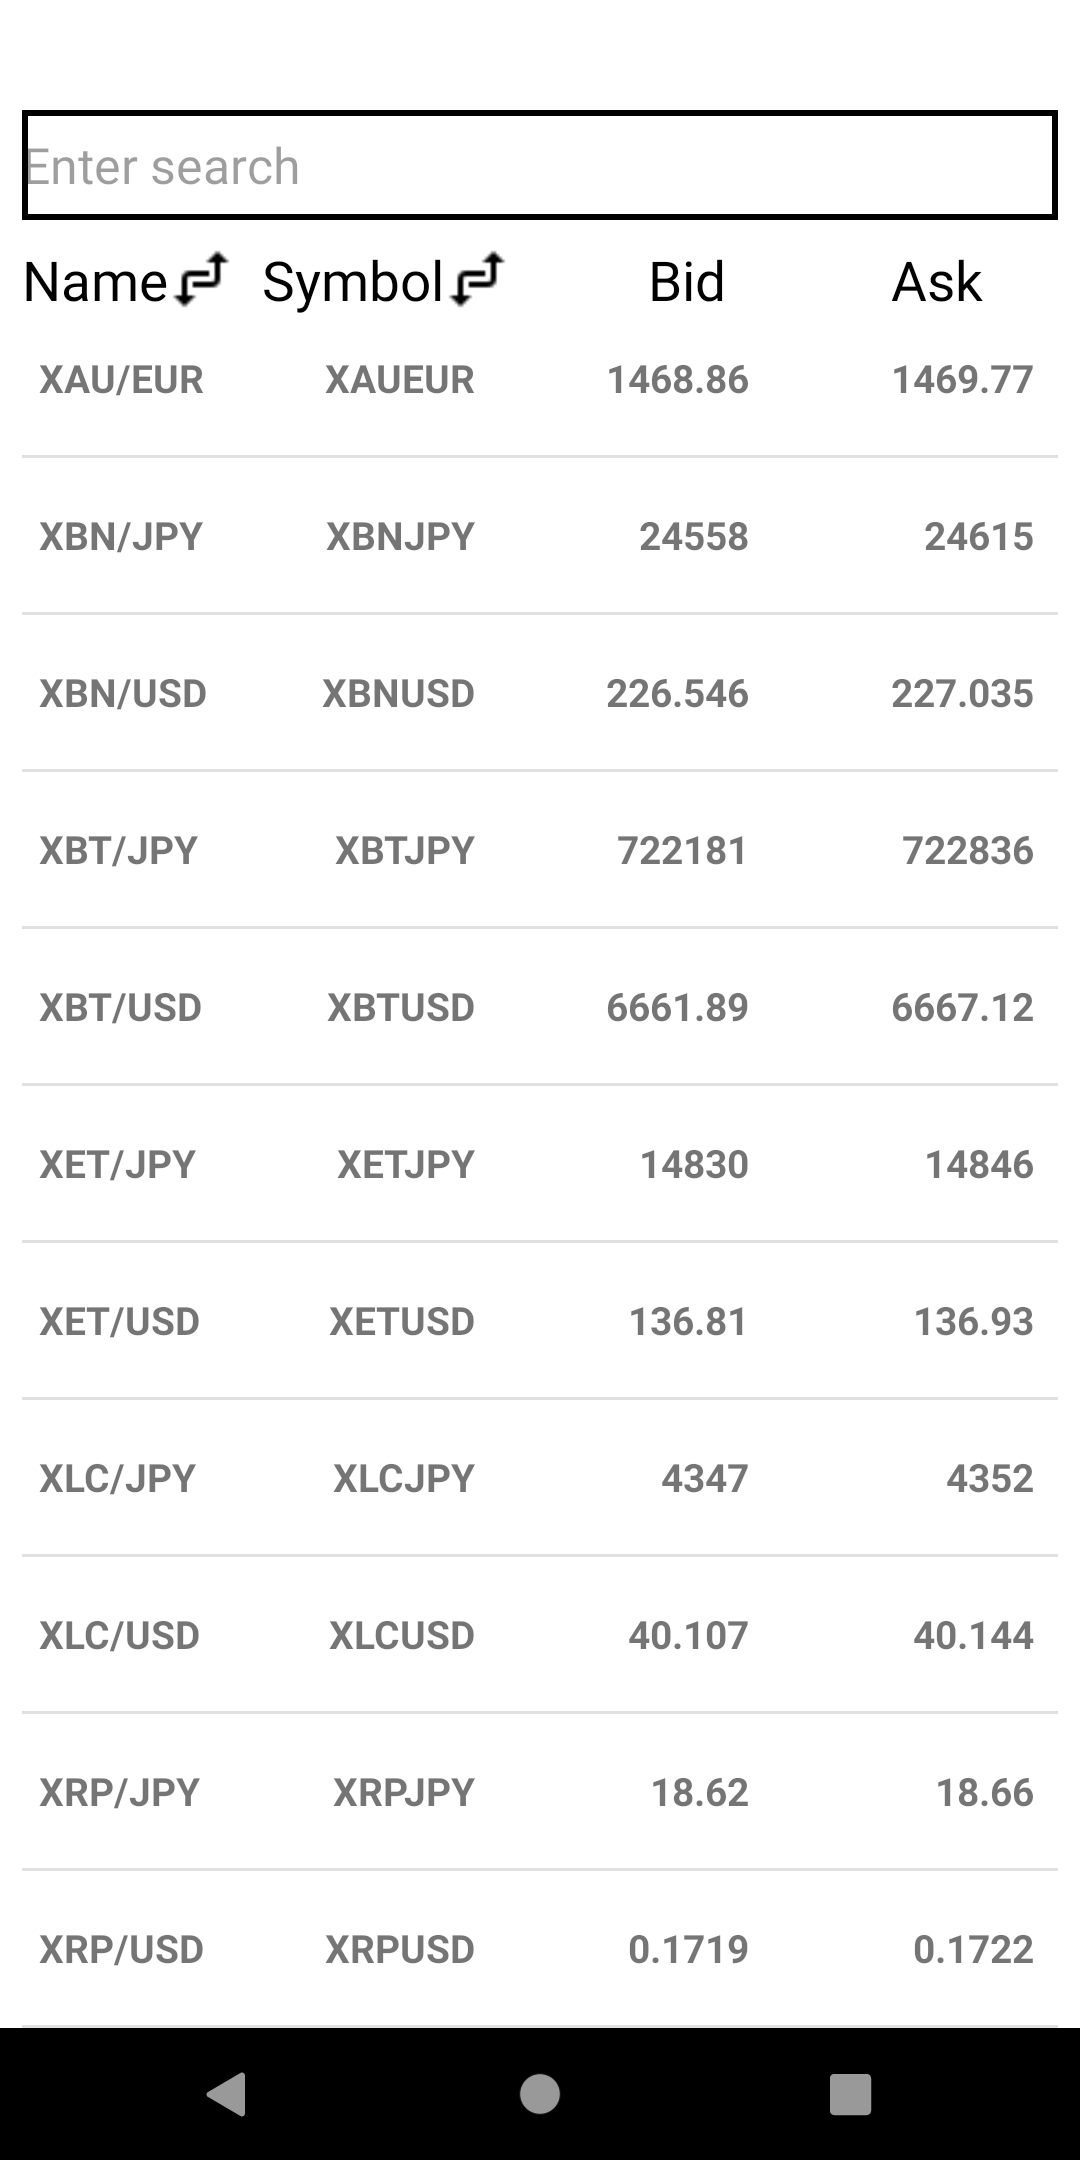 Enter search
Name Symbol Bid Ask
XAU/EUR XAUEUR 1468.86 1469.77
XBN/JPY XBNJPY 24558 24615
XBN/USD XBNUSD 226.546 227.035
XBT/JPY XBTJPY 722181 722836
XBT/USD XBTUSD 6661.89 6667.12
XET/JPY XETJPY 14830 14846
XET/USD XETUSD 136.81 136.93
XLC/JPY XLCJPY 4347 4352
XLC/USD XLCUSD 40.107 40.144
XRP/JPY XRPJPY 18.62 18.66
XRP/USD XRPUSD 0.1719 0.1722